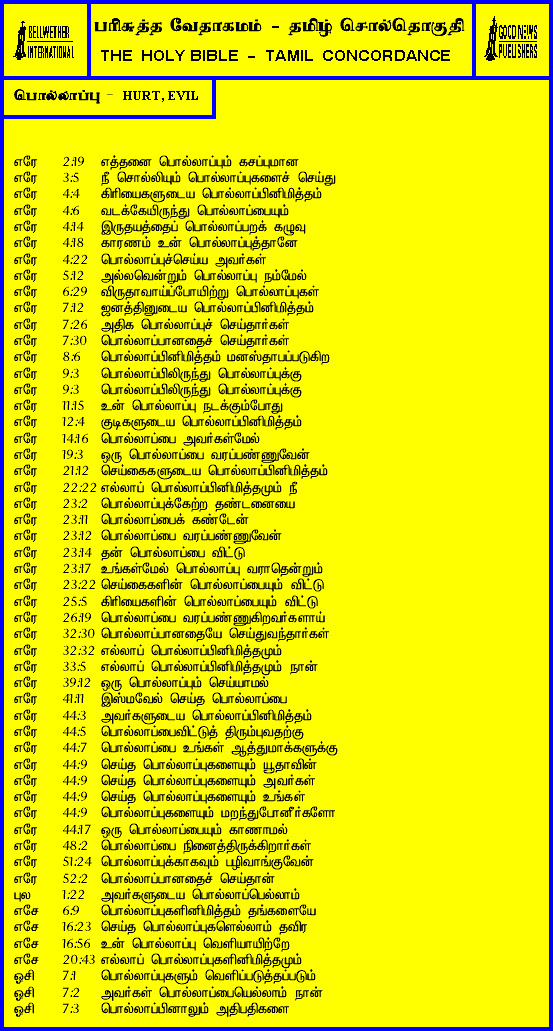 BELLWETHER INTERNATIONAL
பரிசுத்த வேதாகமம் - தமிழ் சொல்தொகுதி
THE HOLY BIBLE - TAMIL CONCORDANCE
GOOD NEWS PUBLISHERS
பொல்லாப்பு - HURT, EVIL
எரே 2:19 எத்தனை பொல்லாப்பும் கசப்புமான
எரே 3:5 நீ சொல்லியும் பொல்லாப்புகளைச் செய்து
எரே 4:4 கிரியைகளுடைய பொல்லாப்பினிமித்தம்
எரே 4:6 வடக்கேயிருந்து பொல்லாப்பையும்
எரே 4:14 இருதயத்தைப் பொல்லாப்பறக் கழுவு
எரே 4:18 காரணம் உன் பொல்லாப்புத்தானே
எரே 4:22 பொல்லாப்புச்செய்ய அவர்கள்
எரே 5:12 அல்லவென்றும் பொல்லாப்பு நம்மேல்
எரே 6:29 விருதாவாய்ப்போயிற்று பொல்லாப்புகள்
எரே 7:12 ஜனத்தினுடைய பொல்லாப்பினிமித்தம்
எரே 7:26 அதிக பொல்லாப்புச் செய்தார்கள்
எரே 7:30 பொல்லாப்பானதைச் செய்தார்கள்
எரே 8:6 பொல்லாப்பினிமித்தம் மனஸ்தாபப்படுகிற
எரே 9:3 பொல்லாப்பிலிருந்து பொல்லாப்புக்கு
எரே 9:3 பொல்லாப்பிலிருந்து பொல்லாப்புக்கு
எரே 11:15 உன் பொல்லாப்பு நடக்கும்போது
எரே 12:4 குடிகளுடைய பொல்லாப்பினிமித்தம்
எரே 14:16 பொல்லாப்பை அவர்கள்மேல்
எரே 19:3 ஒரு பொல்லாப்பை வரப்பண்ணுவேன்
எரே 21:12 செய்கைகளுடைய பொல்லாப்பினிமித்தம்
எரே 22:22 எல்லாப் பொல்லாப்பினிமித்தமும் நீ
எரே 23:2 பொல்லாப்புக்கேற்ற தண்டனையை
எரே 23:11 பொல்லாப்பைக் கண்டேன்
எரே 23:12 பொல்லாப்பை வரப்பண்ணுவேன்
எரே 23:14 தன் பொல்லாப்பை விட்டு
எரே 23:17 உங்கள்மேல் பொல்லாப்பு வராதென்றும்
எரே 23:22 செய்கைகளின் பொல்லாப்பையும் விட்டு
எரே 25:5 கிரியைகளின் பொல்லாப்பையும் விட்டு
எரே 26:19 பொல்லாப்பை வரப்பண்ணுகிறவர்களாய்
எரே 32:30 பொல்லாப்பானதையே செய்துவந்தார்கள்
எரே 32:32 எல்லாப் பொல்லாப்பினிமித்தமும்
எரே 33:5 எல்லாப் பொல்லாப்பினிமித்தமும் நான்
எரே 39:12 ஒரு பொல்லாப்பும் செய்யாமல்
எரே 41:11 இஸ்மவேல் செய்த பொல்லாப்பை
எரே 44:3 அவர்களுடைய பொல்லாப்பினிமித்தம்
எரே 44:5 பொல்லாப்பைவிட்டுத் திரும்புவதற்கு
எரே 44:7 பொல்லாப்பை உங்கள் ஆத்துமாக்களுக்கு
எரே 44:9 செய்த பொல்லாப்புகளையும் யூதாவின்
எரே 44:9 செய்த பொல்லாப்புகளையும் அவர்கள்
எரே 44:9 செய்த பொல்லாப்புகளையும் உங்கள்
எரே 44:9 பொல்லாப்புகளையும் மறந்துபோனீர்களோ
எரே 44:17 ஒரு பொல்லாப்பையும் காணாமல்
எரே 48:2 பொல்லாப்பை நினைத்திருக்கிறார்கள்
எரே 51:24 பொல்லாப்புக்காகவும் பழிவாங்குவேன்
எரே 52:2 பொல்லாப்பானதைச் செய்தான்
புல 1:22 அவர்களுடைய பொல்லாப்பெல்லாம்
எசே 6:9 பொல்லாப்புகளினிமித்தம் தங்களையே
எசே 16:23 செய்த பொல்லாப்புகளெல்லாம் தவிர
எசே 16:56 உன் பொல்லாப்பு வெளியாயிற்றே
எசே 20:43 எல்லாப் பொல்லாப்புகளினிமித்தமும்
ஓசி 7:1 பொல்லாப்புகளும் வெளிப்படுத்தப்படும்
ஓசி 7:2 அவர்கள் பொல்லாப்பையெல்லாம் நான்
ஓசி 7:3 பொல்லாப்பினாலும் அதிபதிகளை